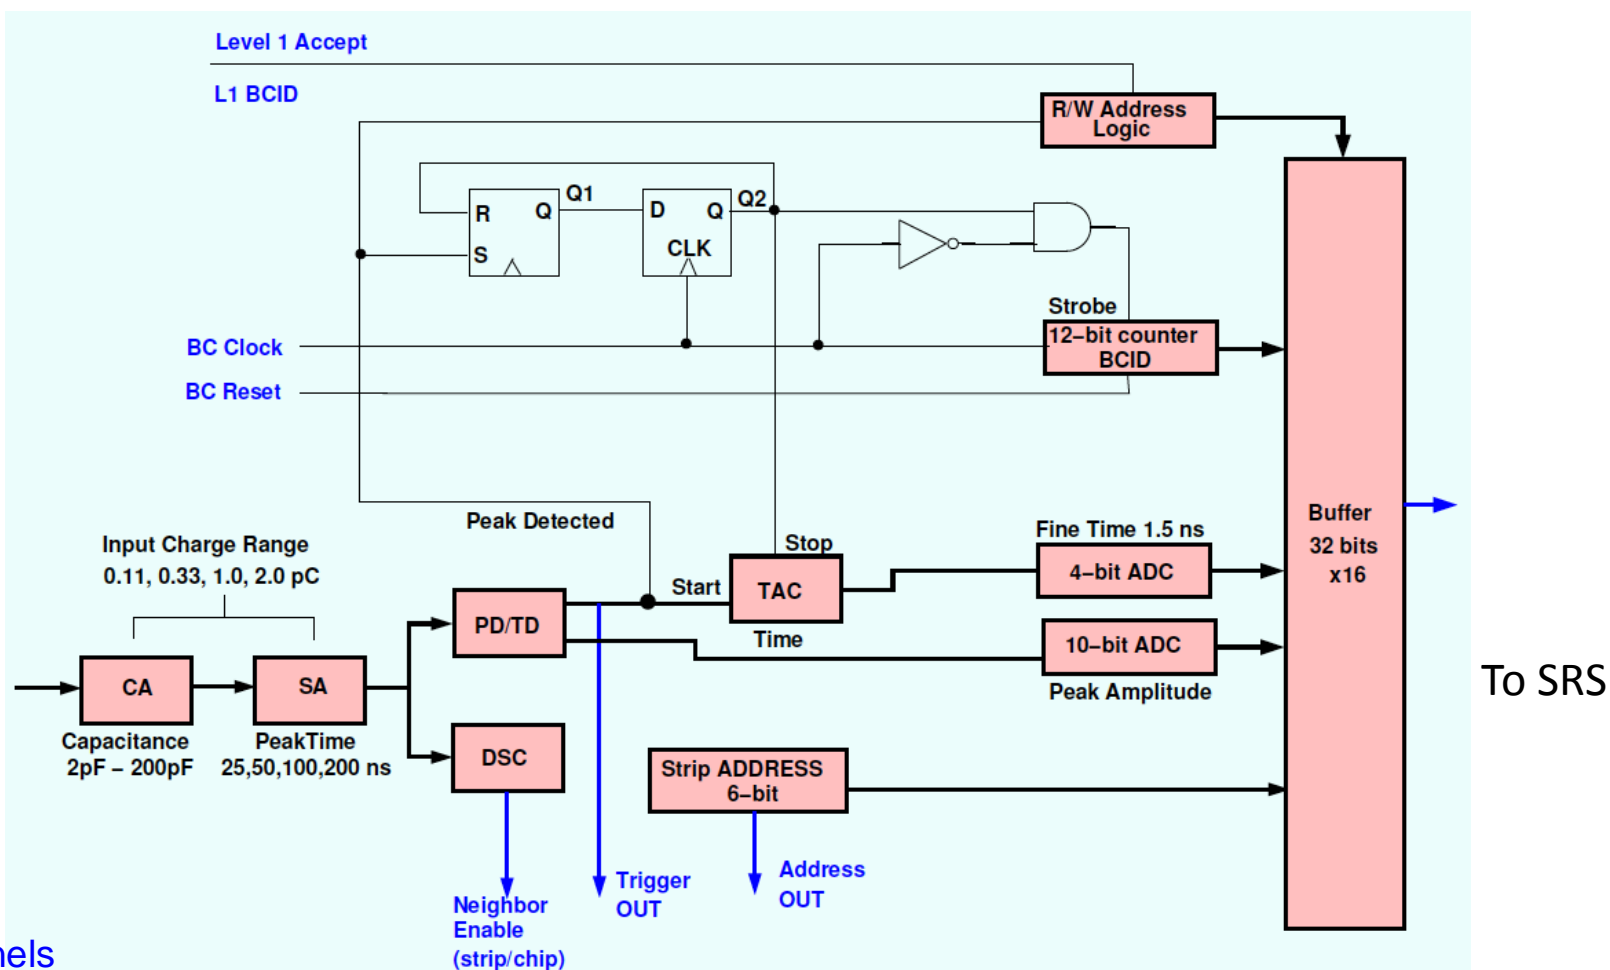 Level 1 Accept
L1 BCID
R/W Address
Logic
R
Q
Q1
D
Q
Q2
S
CLK
Strobe
BC Clock
12–bit counter
BCID
BC Reset
Buffer
32 bits
x16
Peak Detected
Input Charge Range
0.11, 0.33, 1.0, 2.0 pC
Stop
Fine Time 1.5 ns
Start
TAC
4–bit ADC
PD/TD
Time
10–bit ADC
Peak Amplitude
CA
SA
To SRS
Capacitance
2pF – 200pF
PeakTime
25,50,100,200 ns
DSC
Strip ADDRESS
6–bit
Trigger
OUT
Address
OUT
Neighbor
Enable
(strip/chip)